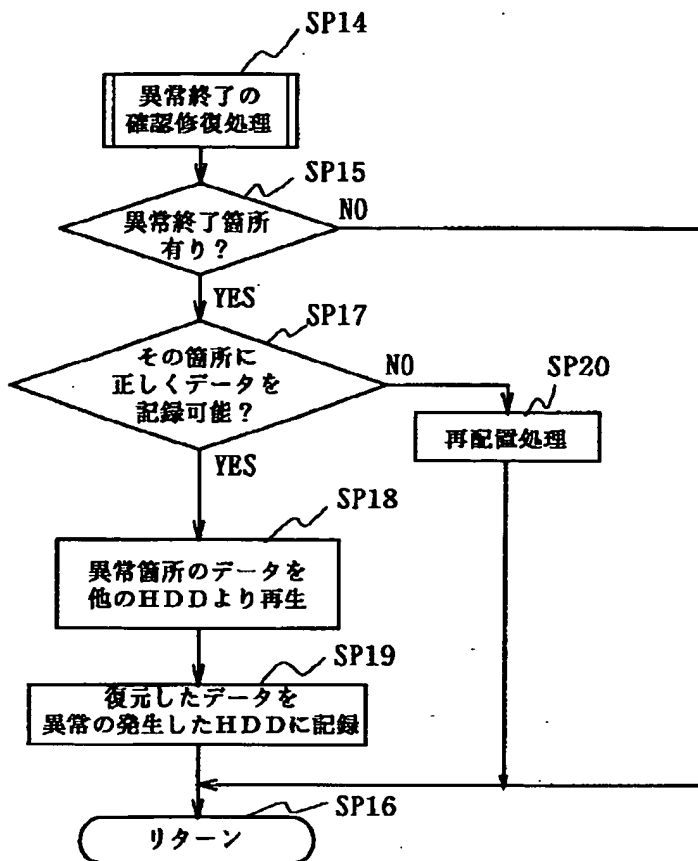 SP14
異常終了の
確認修復処理
SP15
異常終了箇所
有り？
NO
YES
SP17
その箇所に
正しくデータを
記録可能？
NO
SP20
再配置処理
YES
SP18
異常箇所のデータを
他のHDDより再生
SP19
復元したデータを
異常の発生したHDDに記録
SP16
リターン